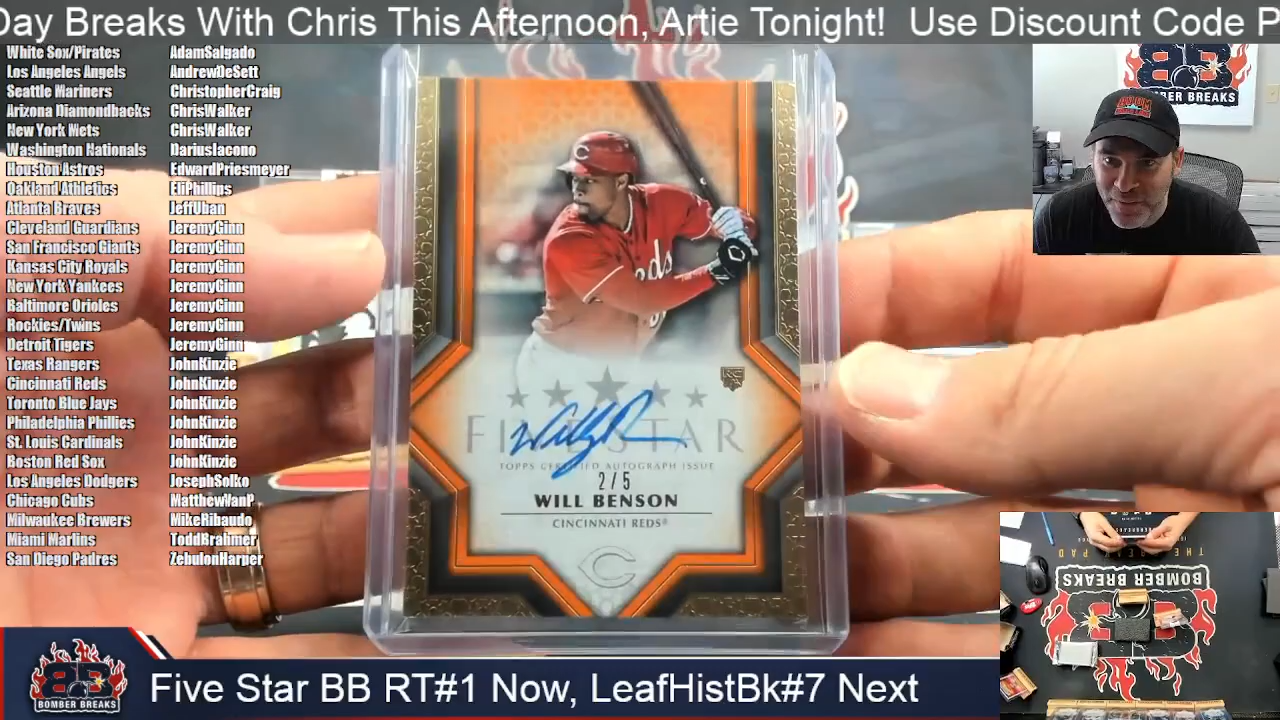 Day Breaks With Chris This Afternoon, Artie Tonight!  Use Discount Code P
White Sox/Pirates AdamSalgado
Los Angeles Angels AndrewDeSett
Seattle Mariners ChristopherCraig
Arizona Diamondbacks ChrisWalker
New York Mets ChrisWalker
Washington Nationals DariusIacono
Houston Astros EdwardPriesmeyer
Oakland Athletics EliPhillips
Atlanta Braves JeffUban
Cleveland Guardians JeremyGinn
San Francisco Giants JeremyGinn
Kansas City Royals JeremyGinn
New York Yankees JeremyGinn
Baltimore Orioles JeremyGinn
Rockies/Twins JeremyGinn
Detroit Tigers JeremyGinn
Texas Rangers JohnKinzie
Cincinnati Reds JohnKinzie
Toronto Blue Jays JohnKinzie
Philadelphia Phillies JohnKinzie
St. Louis Cardinals JohnKinzie
Boston Red Sox JohnKinzie
Los Angeles Dodgers JosephSolko
Chicago Cubs MatthewVanP
Milwaukee Brewers MikeRibaudo
Miami Marlins ToddBrahmer
San Diego Padres ZebulonHarper
RC
FIVE STAR
TOPPS CERTIFIED AUTOGRAPH ISSUE
2/5
WILL BENSON
CINCINNATI REDS®
BB
BOMBER BREAKS
BOMBER BREAKS
BB
BOMBER BREAKS
Five Star BB RT#1 Now, LeafHistBk#7 Next